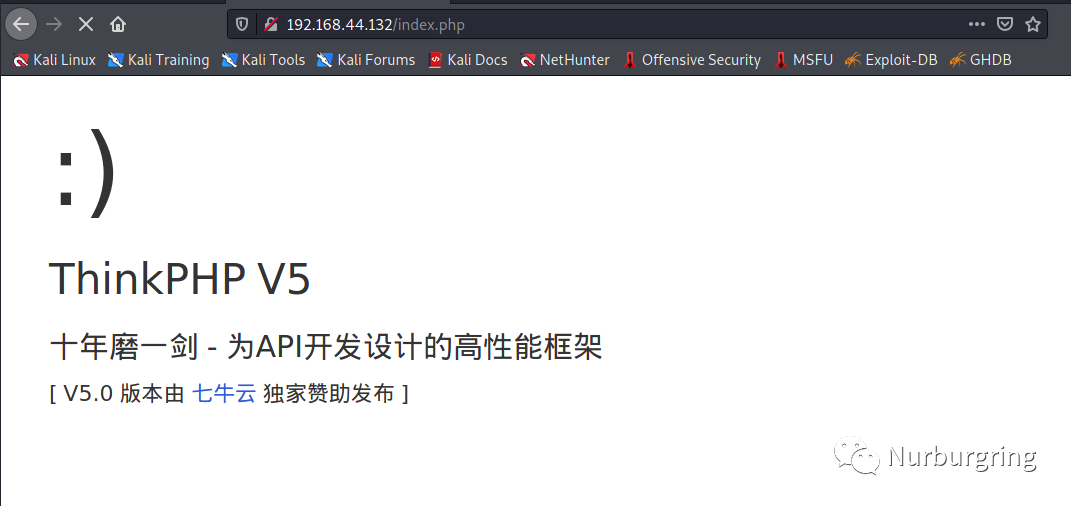 192.168.44.132/index.php
Kali Linux Kali Training Kali Tools Kali Forums Kali Docs NetHunter Offensive Security MSFU Exploit-DB GHDB
:)
ThinkPHP V5
十年磨一剑 - 为API开发设计的高性能框架
[ V5.0 版本由 七牛云 独家赞助发布 ]
Nurburgring